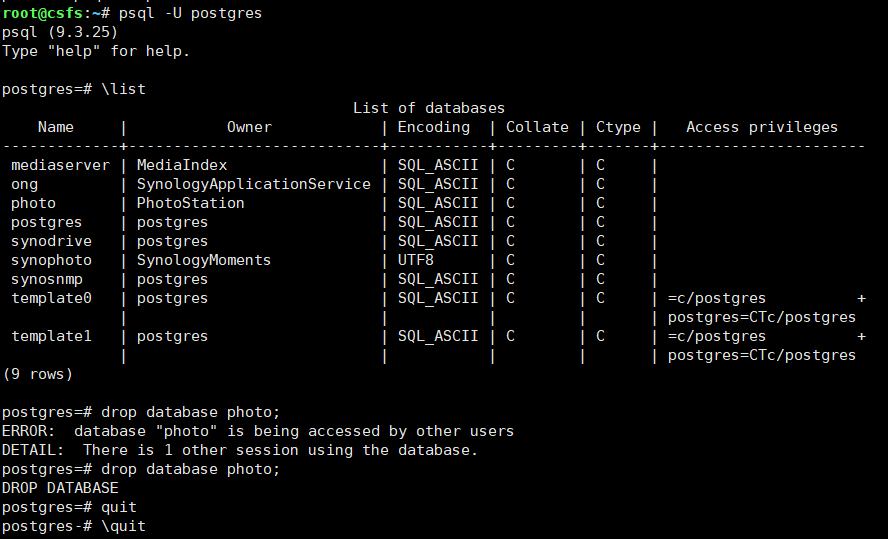 root@csfs:~# psql -U postgres
psql (9.3.25)
Type "help" for help.

postgres=# \list
                                       List of databases
    Name     |           Owner            | Encoding  | Collate | Ctype |   Access privileges
-------------+----------------------------+-----------+---------+-------+-----------------------
 mediaserver | MediaIndex                 | SQL_ASCII | C       | C     |
 ong         | SynologyApplicationService | SQL_ASCII | C       | C     |
 photo       | PhotoStation               | SQL_ASCII | C       | C     |
 postgres    | postgres                   | SQL_ASCII | C       | C     |
 synodrive   | postgres                   | SQL_ASCII | C       | C     |
 synophoto   | SynologyMoments            | UTF8      | C       | C     |
 synosnmp    | postgres                   | SQL_ASCII | C       | C     |
 template0   | postgres                   | SQL_ASCII | C       | C     | =c/postgres          +
             |                            |           |         |       | postgres=CTc/postgres
 template1   | postgres                   | SQL_ASCII | C       | C     | =c/postgres          +
             |                            |           |         |       | postgres=CTc/postgres
(9 rows)

postgres=# drop database photo;
ERROR:  database "photo" is being accessed by other users
DETAIL:  There is 1 other session using the database.
postgres=# drop database photo;
DROP DATABASE
postgres=# quit
postgres-# \quit